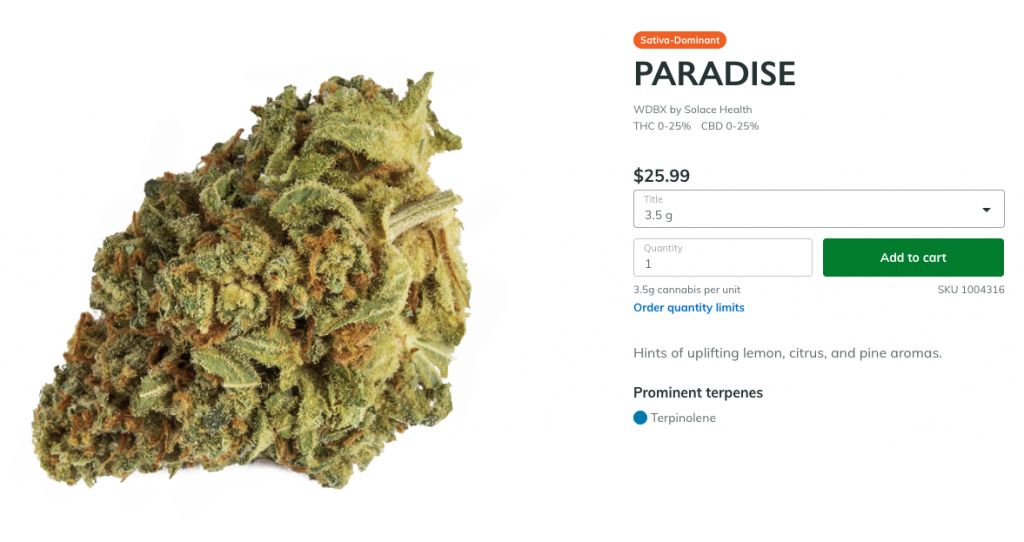 Sativa-Dominant
PARADISE
WDBX by Solace Health
THC 0-25% CBD 0-25%
$25.99
Title
3.5 g
Quantity
1
Add to cart
3.5g cannabis per unit
SKU 1004316
Order quantity limits
Hints of uplifting lemon, citrus, and pine aromas.
Prominent terpenes
Terpinolene